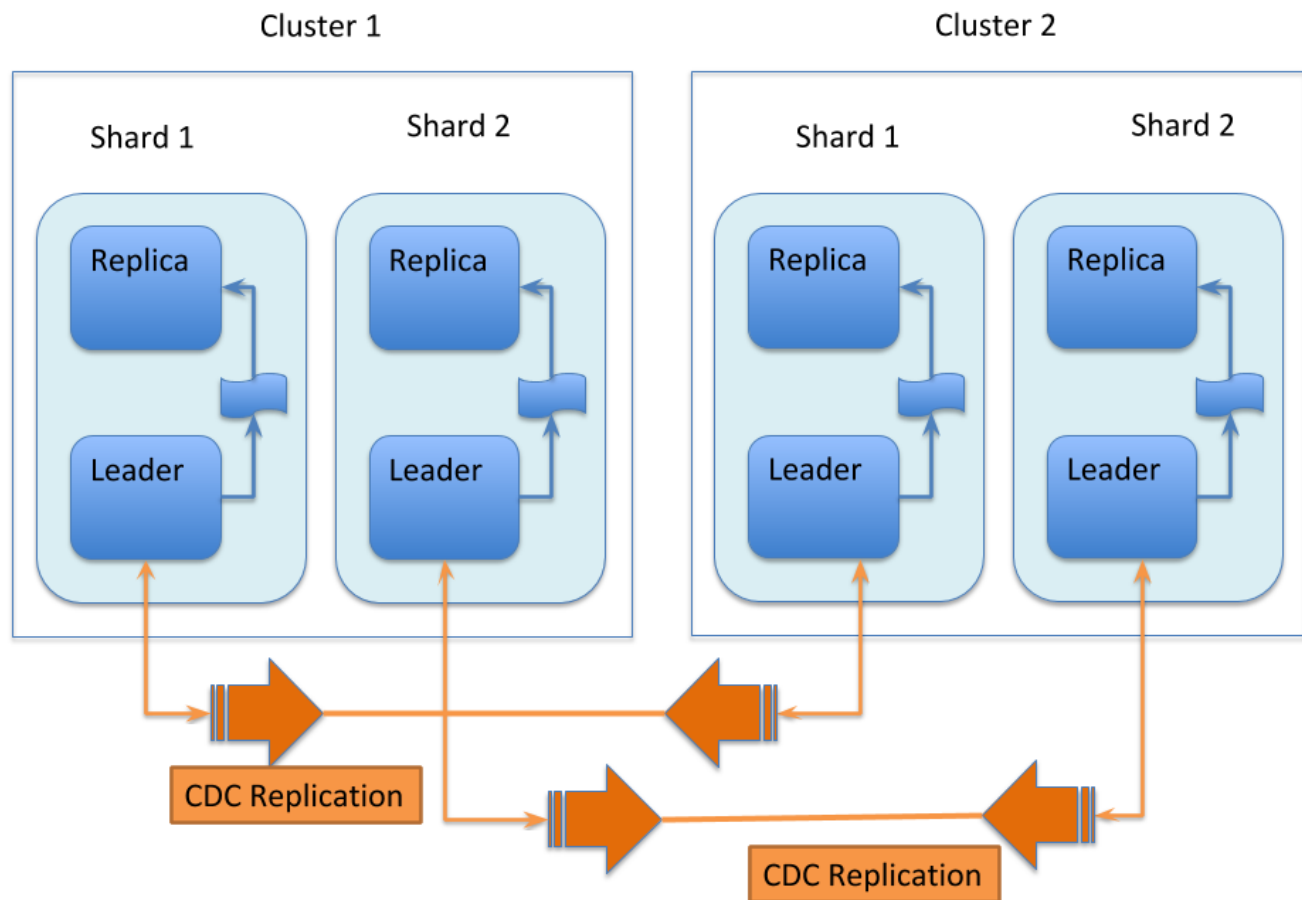 Cluster 1
Cluster 2
Shard 1
Shard 2
Shard 1
Shard 2
Replica
Replica
Replica
Replica
Leader
Leader
Leader
Leader
CDC Replication
CDC Replication